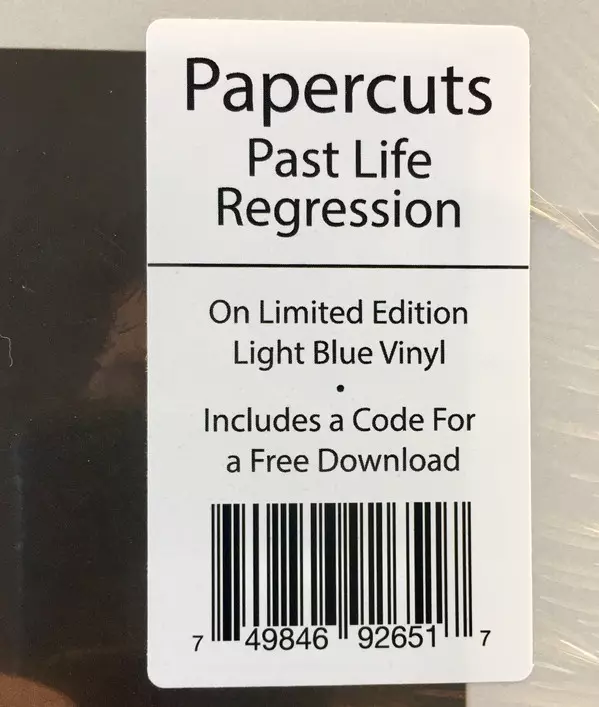 Papercuts
Past Life
Regression
On Limited Edition
Light Blue Vinyl
•
Includes a Code For
a Free Download
7 49846 92651 7